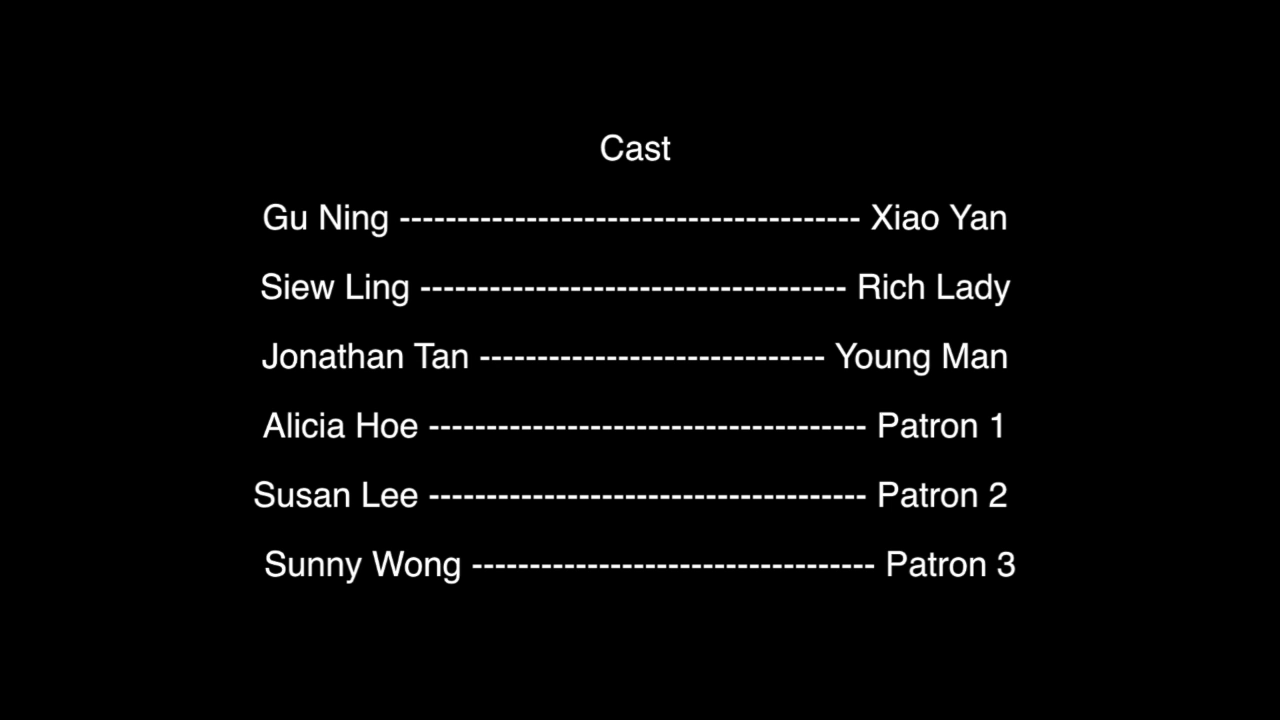 Cast
Gu Ning ---------------------------------------- Xiao Yan
Siew Ling ------------------------------------- Rich Lady
Jonathan Tan ------------------------------ Young Man
Alicia Hoe -------------------------------------- Patron 1
Susan Lee -------------------------------------- Patron 2
Sunny Wong ----------------------------------- Patron 3